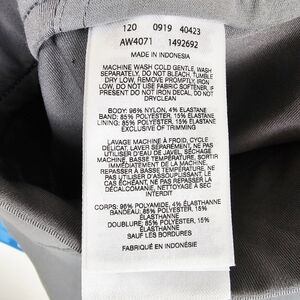 120 0919 40423
AW4071 1492692
MACHINE WASH COLD GENTLE, WASH
SEPARATELY, DO NOT BLEACH, TUMBLE
DRY LOW, REMOVE PROMPTLY, IRON
LOW, DO NOT USE FABRIC SOFTENER, IF
PRESENT DO NOT IRON DECAL, DO NOT
DRYCLEAN
BODY: 96% NYLON, 4% ELASTANE
BAND: 85% POLYESTER, 15% ELASTANE
LINING: 85% POLYESTER, 15% ELASTANE
EXCLUSIVE OF TRIMMING
MADE IN INDONESIA
LAVAGE MACHINE À FROID, CYCLE
DÉLICAT, LAVER SÉPARÉMENT, NE PAS
UTILISER D'EAU DE JAVEL, SÉCHAGE
MACHINE, BASSE TEMPÉRATURE, SORTIR
IMMÉDIATEMENT DE LA MACHINE,
REPASSER À BASSE TEMPÉRATURE, NE
PAS UTILISER D'ASSOUPLISSANT, LE
CAS ÉCHEANT, NE PAS REPASSER LA
DÉCALCOMANIE, NETTOYAGE À SEC
INTERDIT
CORPS: 96% POLYAMIDE, 4% ÉLASTHANNE
BANDEAU: 85% POLYESTER, 15%
ÉLASTHANNE
DOUBLURE: 85% POLYESTER, 15%
ÉLASTHANNE
SAUF LES BORDURES
FABRIQUÉ EN INDONÉSIE